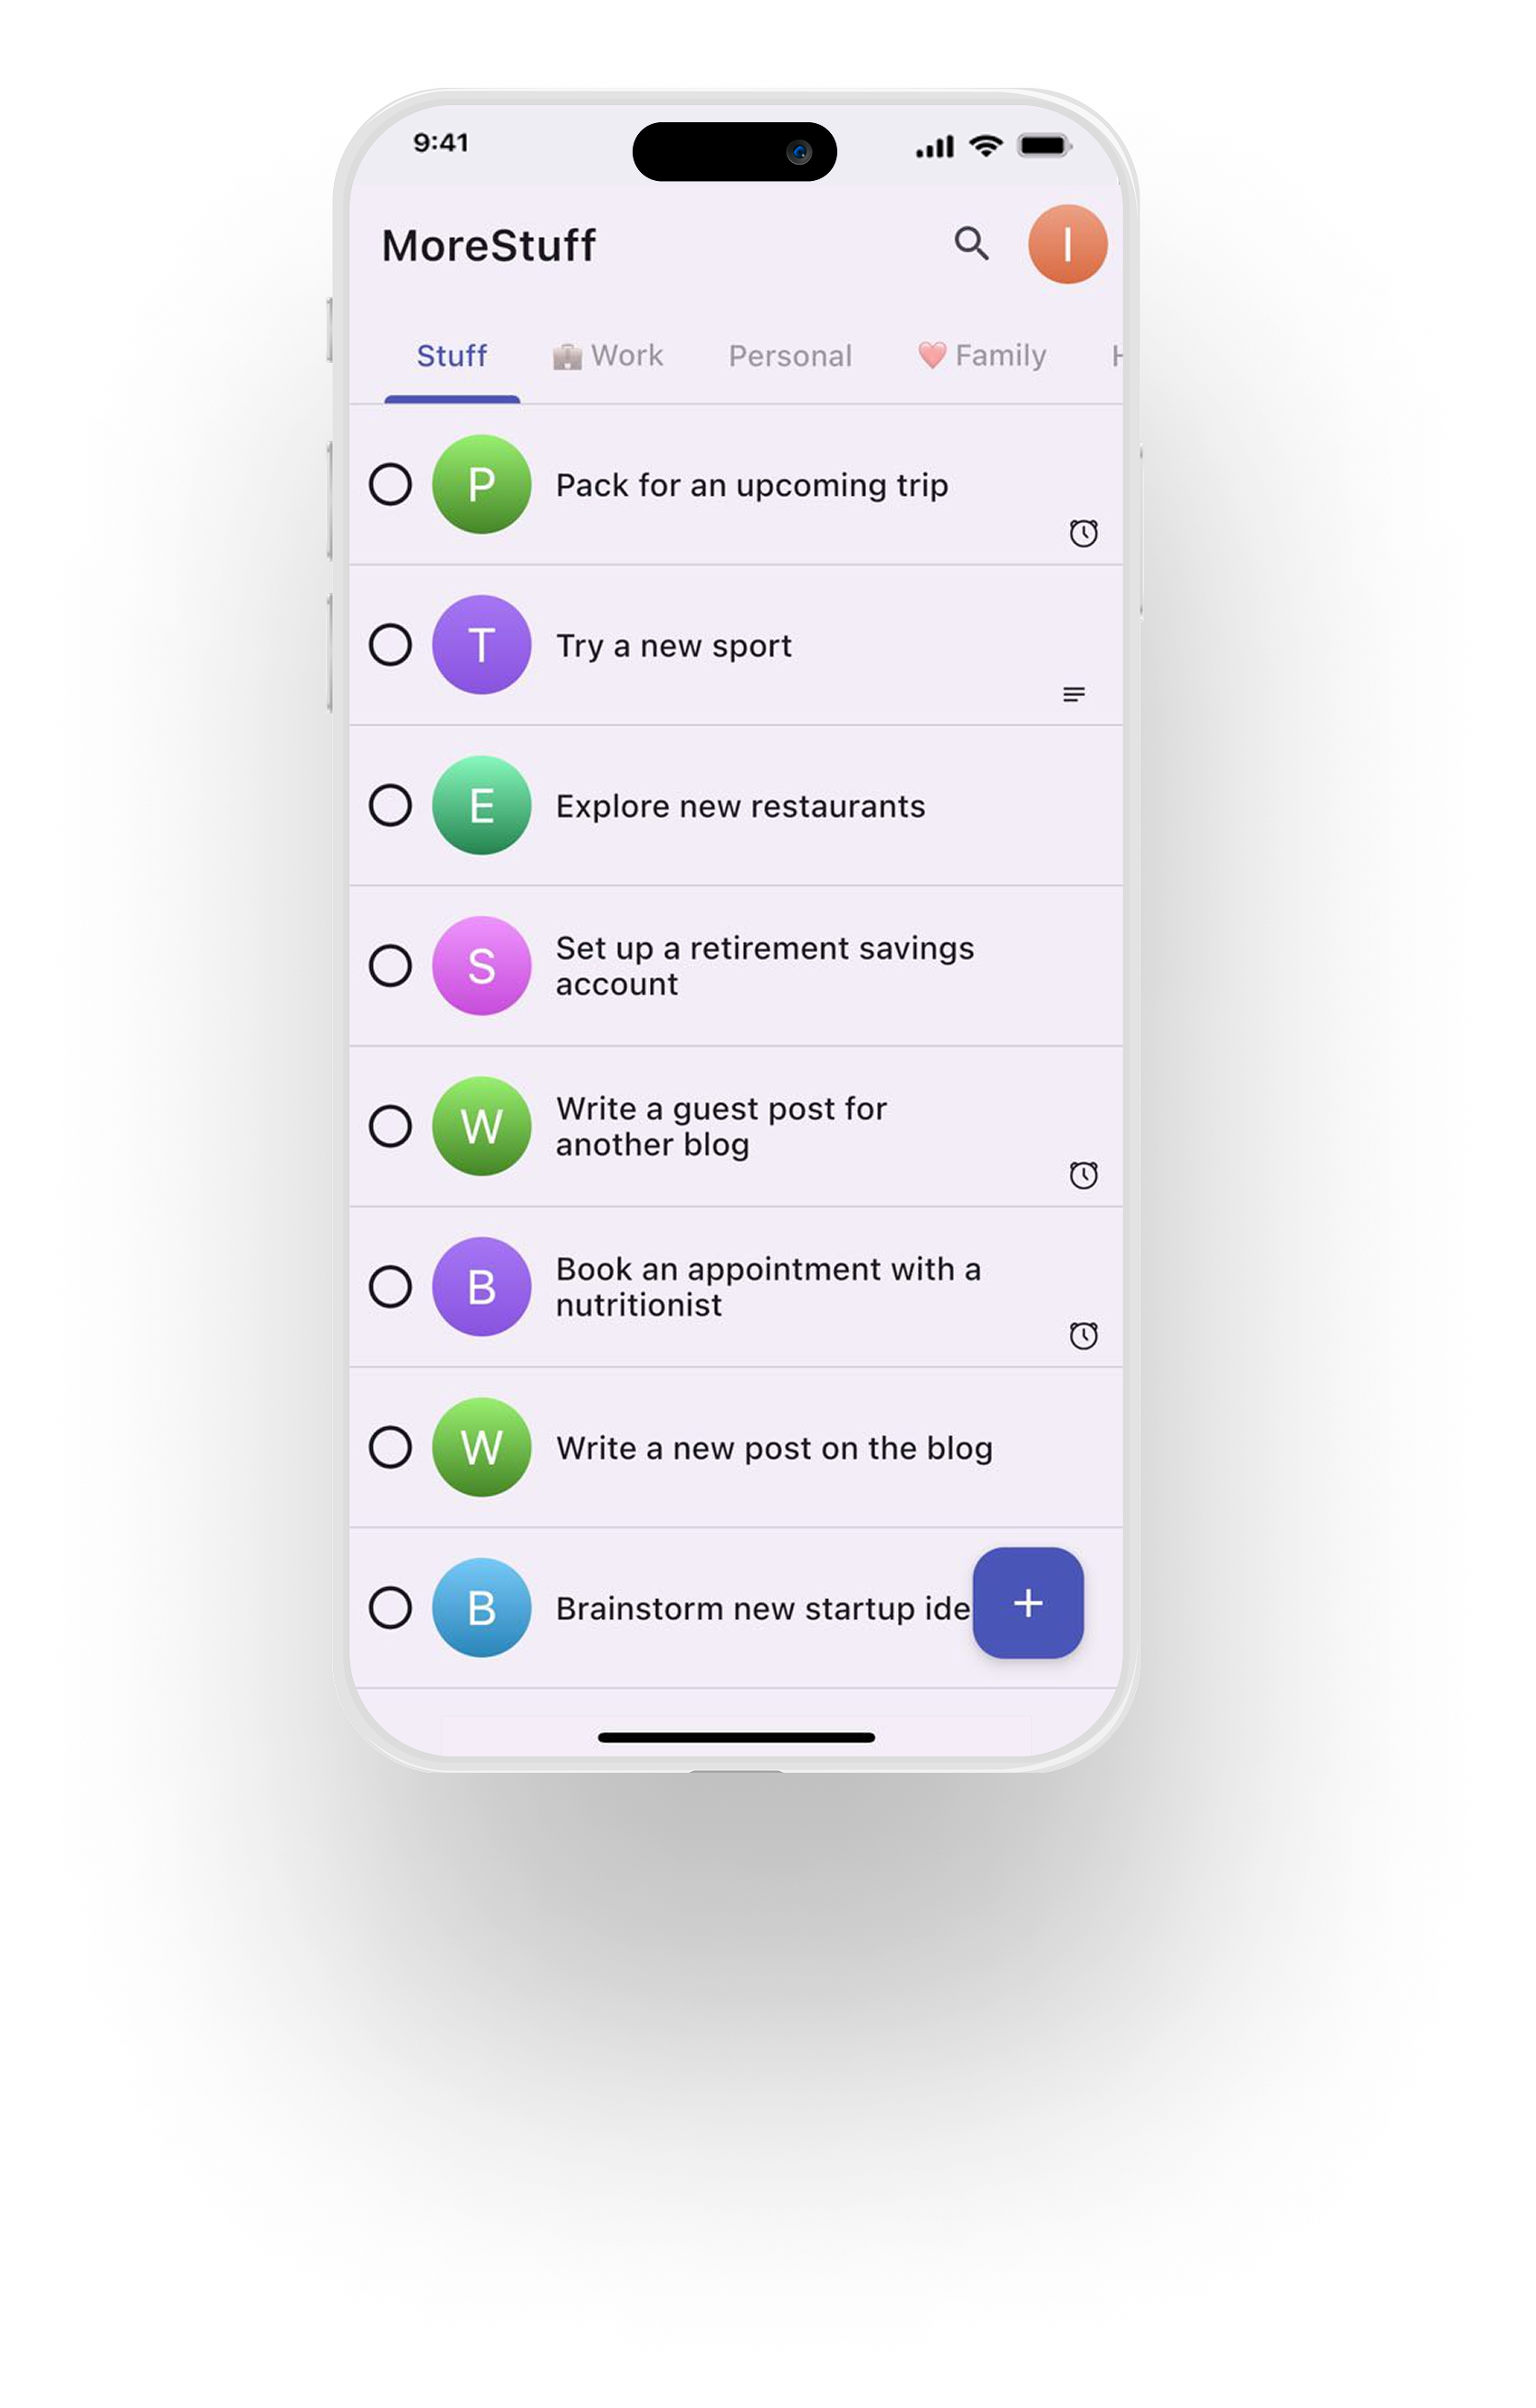 9:41
MoreStuff
I
Stuff
Work
Personal
Family
P
Pack for an upcoming trip
T
Try a new sport
E
Explore new restaurants
S
Set up a retirement savings
account
W
Write a guest post for
another blog
B
Book an appointment with a
nutritionist
W
Write a new post on the blog
B
Brainstorm new startup
+